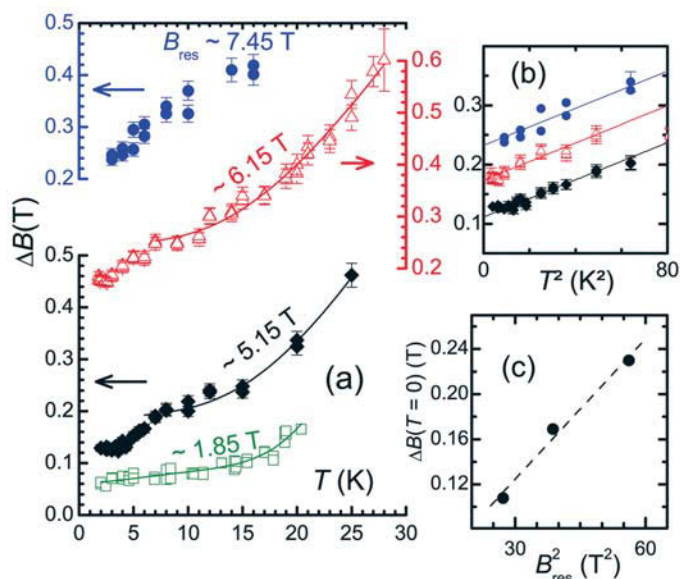 0.5
B_res ~ 7.45 T
0.4
0.3
0.2
0.6
0.5
0.4
0.3
0.2
~ 6.15 T
ΔB(T)
0.5
0.4
0.3
0.2
0.1
0.0
~ 5.15 T
(a)
~ 1.85 T
T (K)
0 5 10 15 20 25 28 30
(b)
0.3
0.2
0.1
0 40 80
T² (K²)
(c)
ΔB(T = 0) (T)
0.24
0.20
0.16
0.12
30 45 60
B²_res (T²)